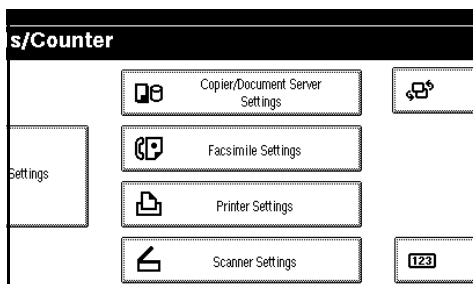 s/Counter
Copier/Document Server
Settings
Facsimile Settings
Settings
Printer Settings
Scanner Settings
123